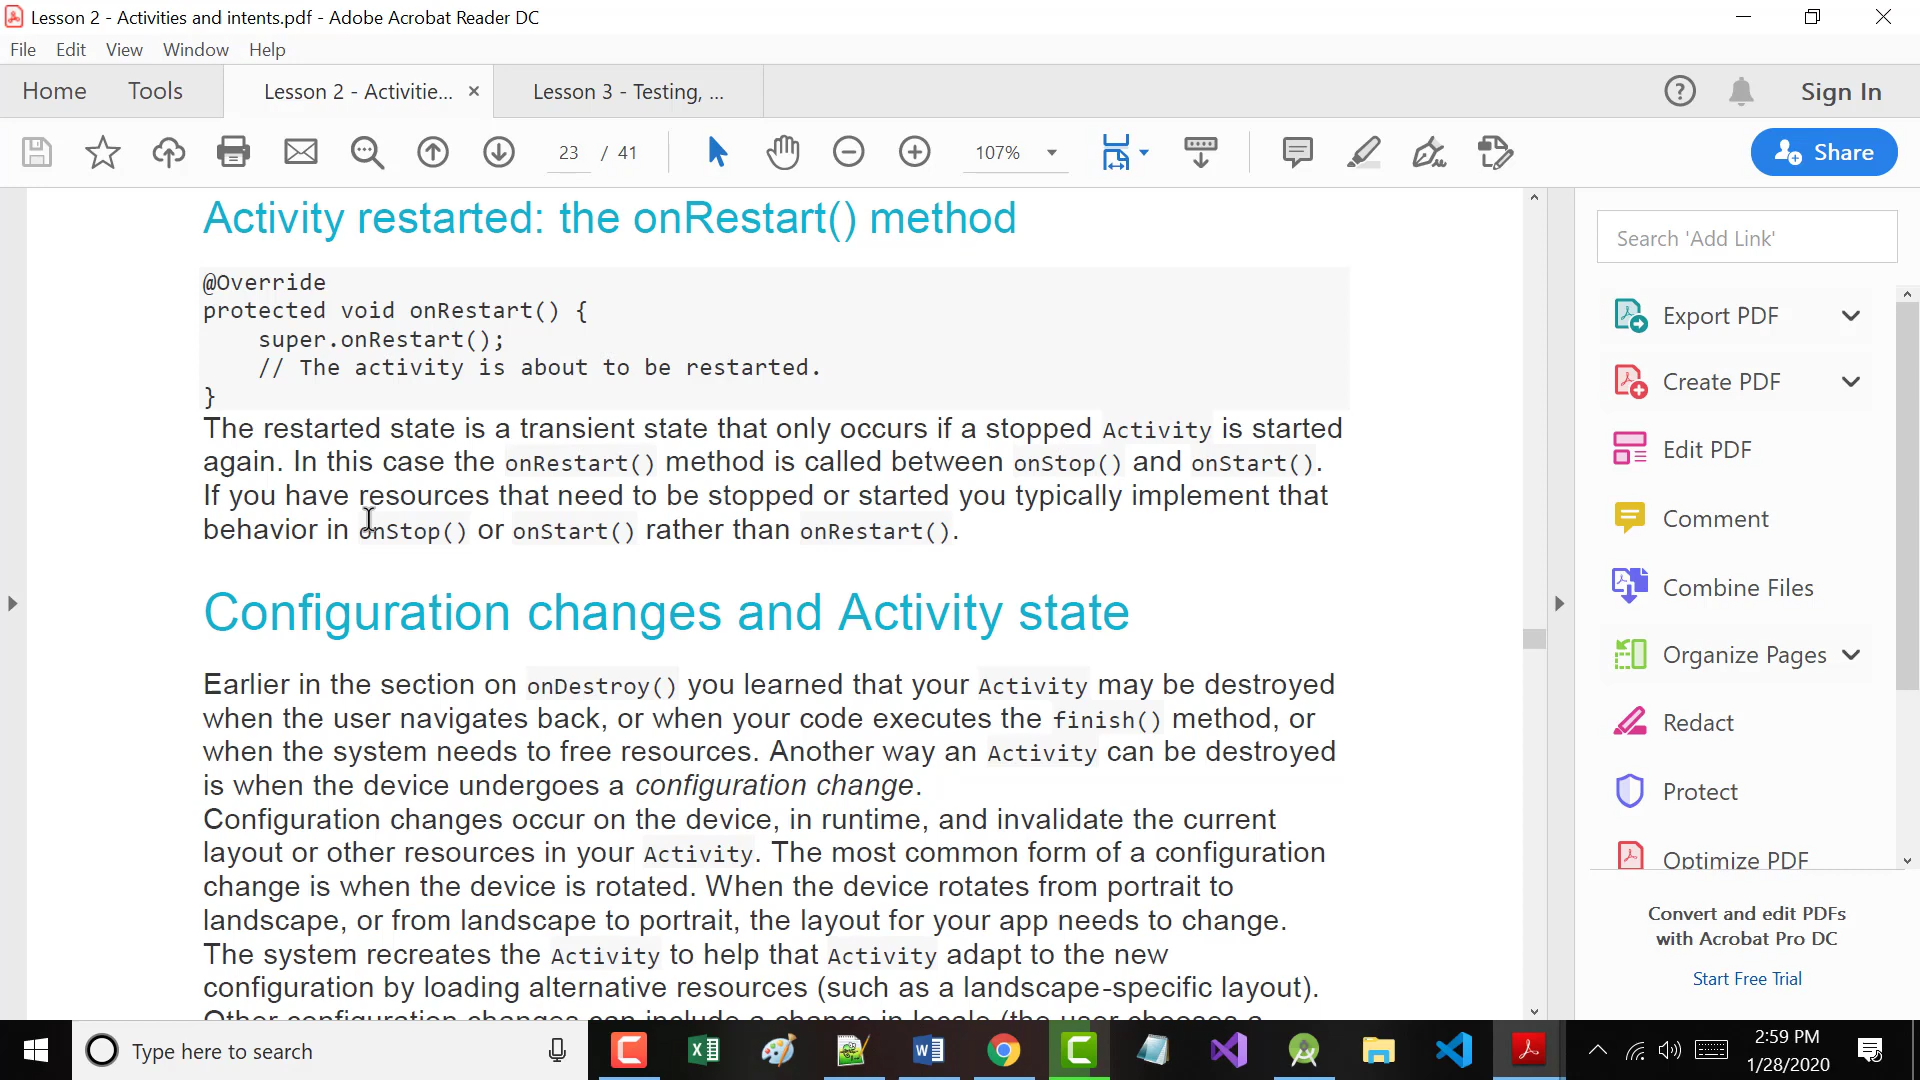 Lesson 2 - Activities and intents.pdf - Adobe Acrobat Reader DC
File Edit View Window Help
Home Tools Lesson 2 - Activitie... × Lesson 3 - Testing, ... Sign In
23 / 41 107% Share
Activity restarted: the onRestart() method
@Override
protected void onRestart() {
super.onRestart();
// The activity is about to be restarted.
}
The restarted state is a transient state that only occurs if a stopped Activity is started
again. In this case the onRestart() method is called between onStop() and onStart().
If you have resources that need to be stopped or started you typically implement that
behavior in onStop() or onStart() rather than onRestart().
Configuration changes and Activity state
Earlier in the section on onDestroy() you learned that your Activity may be destroyed
when the user navigates back, or when your code executes the finish() method, or
when the system needs to free resources. Another way an Activity can be destroyed
is when the device undergoes a configuration change.
Configuration changes occur on the device, in runtime, and invalidate the current
layout or other resources in your Activity. The most common form of a configuration
change is when the device is rotated. When the device rotates from portrait to
landscape, or from landscape to portrait, the layout for your app needs to change.
The system recreates the Activity to help that Activity adapt to the new
configuration by loading alternative resources (such as a landscape-specific layout).
Other configuration changes can include a change in locale (the user chooses a
Search 'Add Link'
Export PDF
Create PDF
Edit PDF
Comment
Combine Files
Organize Pages
Redact
Protect
Optimize PDF
Convert and edit PDFs
with Acrobat Pro DC
Start Free Trial
Type here to search
2:59 PM
1/28/2020